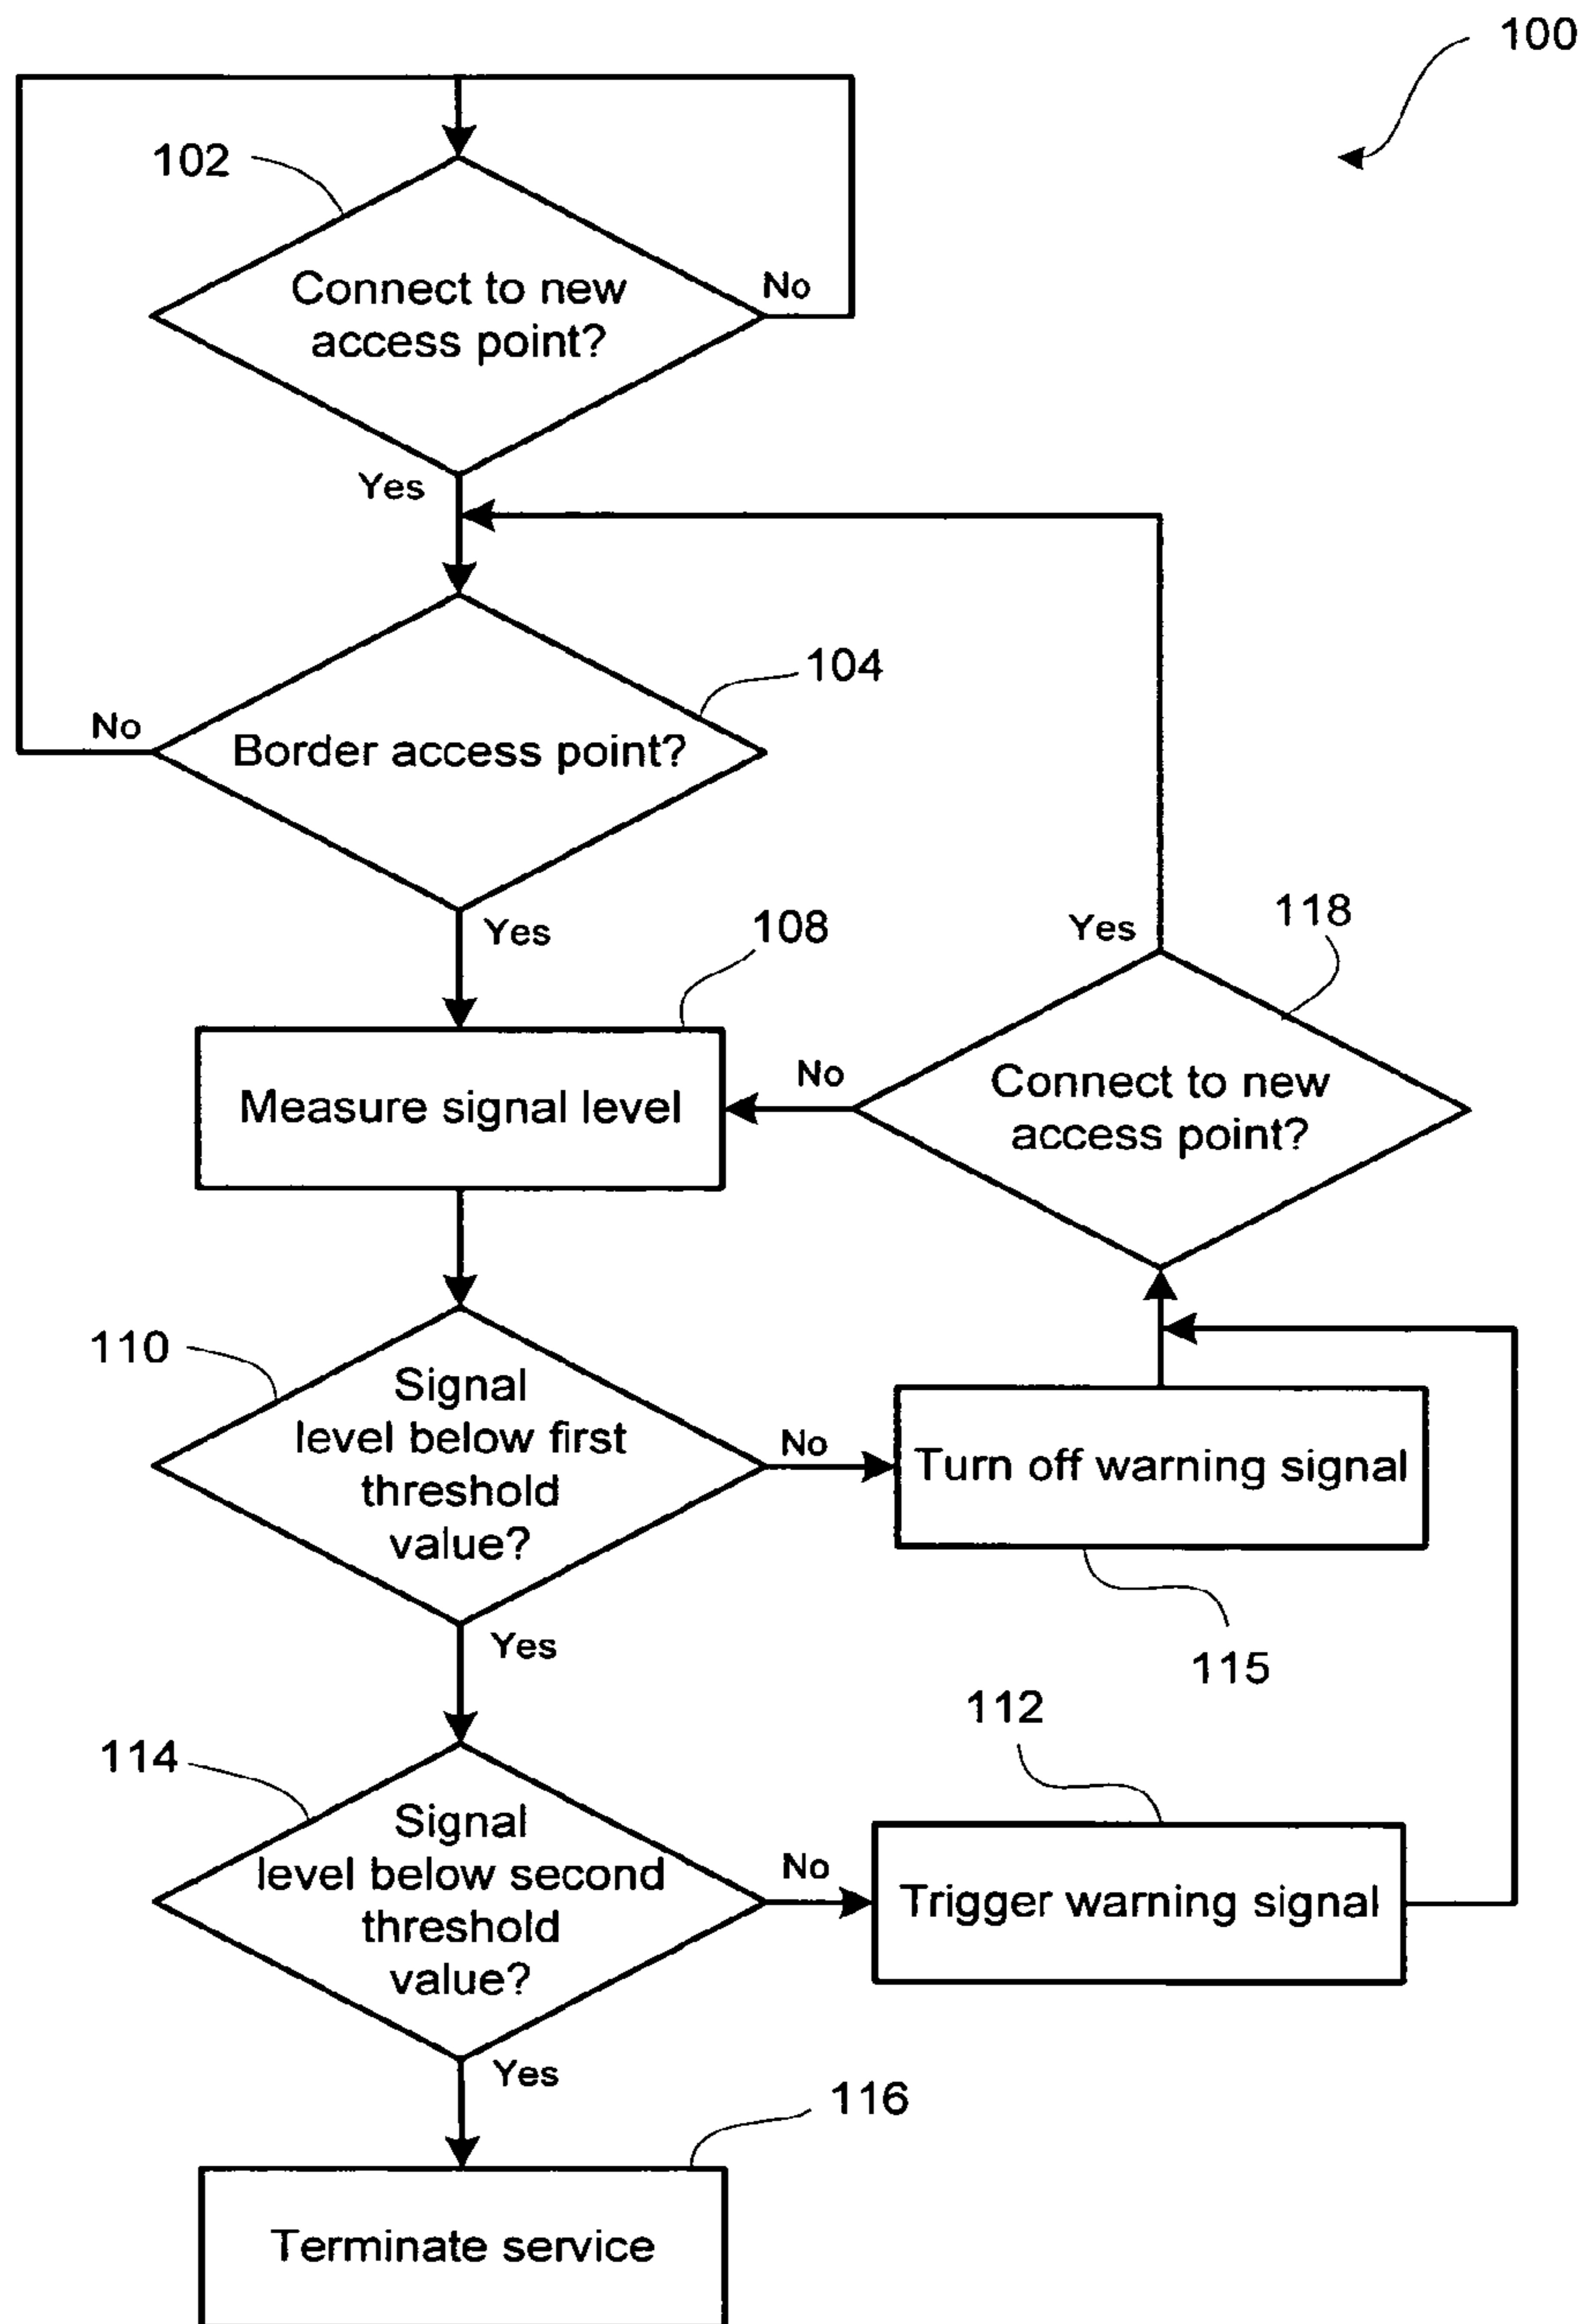 100
102
Connect to new
access point?
No
Yes
104
No
Border access point?
Yes
108
118
Yes
Measure signal level
No
Connect to new
access point?
110
Signal
level below first
threshold
value?
No
Turn off warning signal
Yes
115
112
114
Signal
level below second
threshold
value?
No
Trigger warning signal
Yes
116
Terminate service